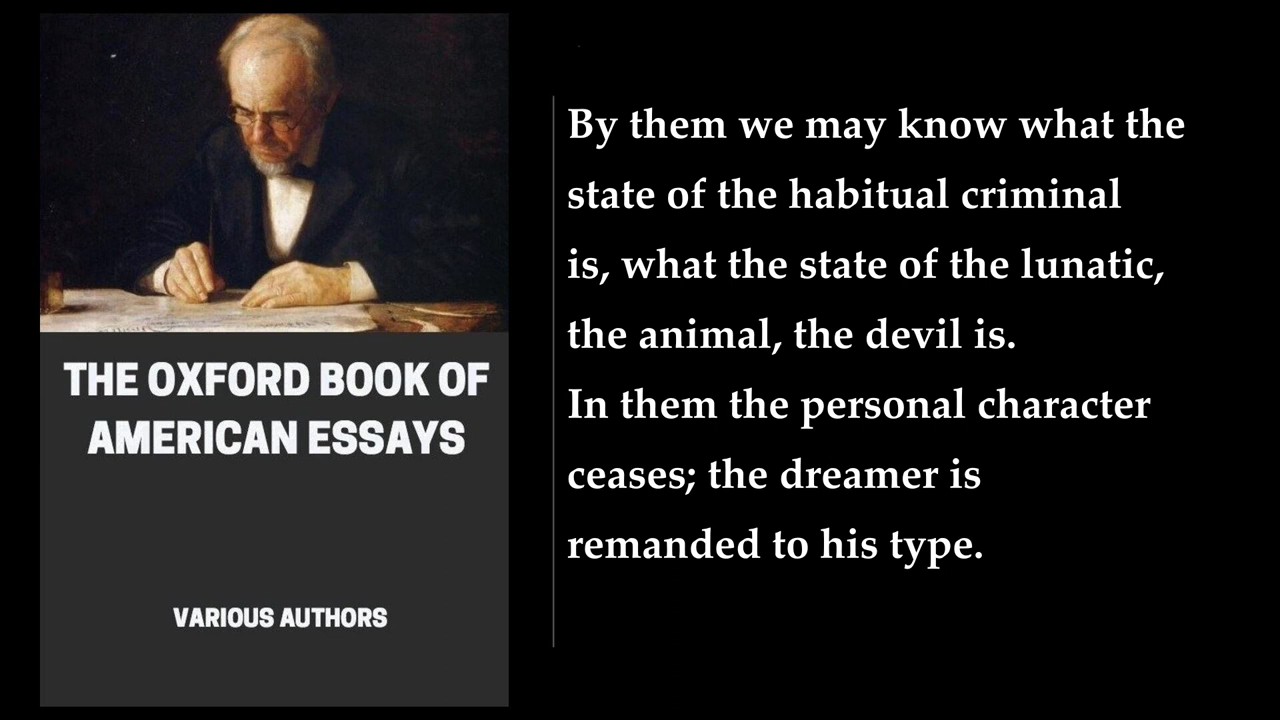 THE OXFORD BOOK OF
AMERICAN ESSAYS
VARIOUS AUTHORS
By them we may know what the
state of the habitual criminal
is, what the state of the lunatic,
the animal, the devil is.
In them the personal character
ceases; the dreamer is
remanded to his type.